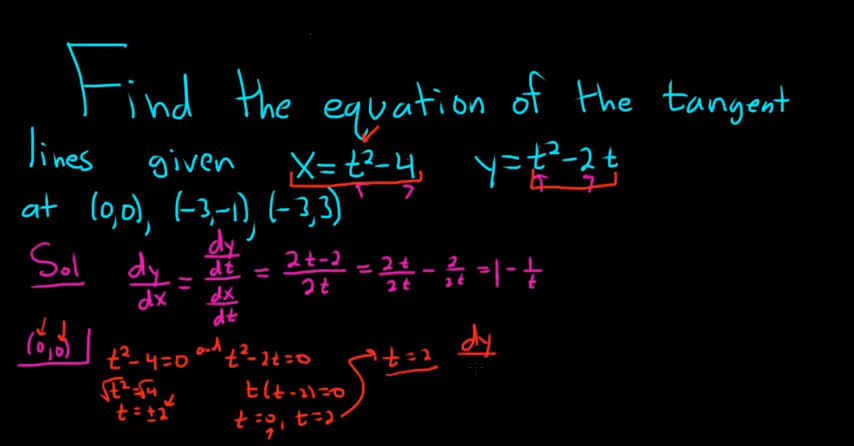 Find the equation of the tangent
lines given x = t² - 4 y = t² - 2t
at (0,0), (-3,-1), (-3,3)
Sol dy/dx = (dy/dt)/(dx/dt) = (2t-2)/(2t) = 2t/2t - 2/2t = 1 - 1/t
(0,0) t² - 4 = 0 and t² - 2t = 0 t = 2 dy
√t² = √4 t(t-2) = 0
t = ±2 t = 0, t = 2